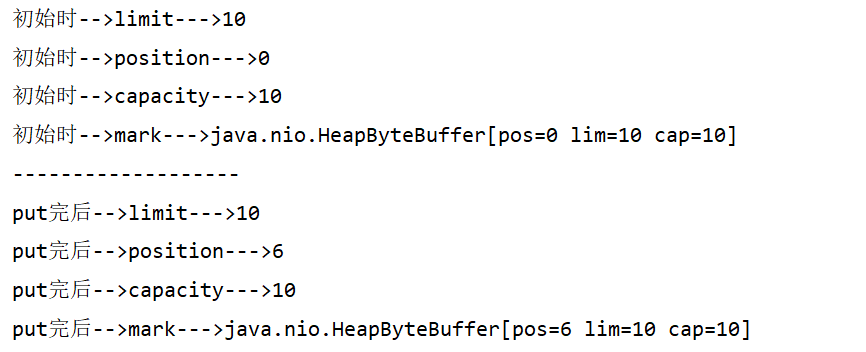 初始时-->limit--->10
初始时-->position--->0
初始时-->capacity--->10
初始时-->mark--->java.nio.HeapByteBuffer[pos=0 lim=10 cap=10]
-------------------
put完后-->limit--->10
put完后-->position--->6
put完后-->capacity--->10
put完后-->mark--->java.nio.HeapByteBuffer[pos=6 lim=10 cap=10]